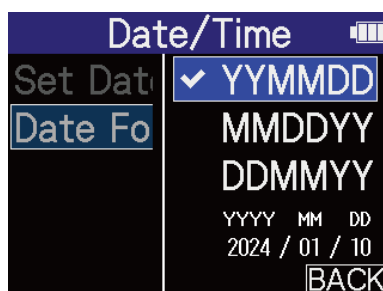 Date/Time
Set Dat
Date Fo
✔ YYMMDD
MMDDYY
DDMMYY
YYYY MM DD
2024 / 01 / 10
BACK